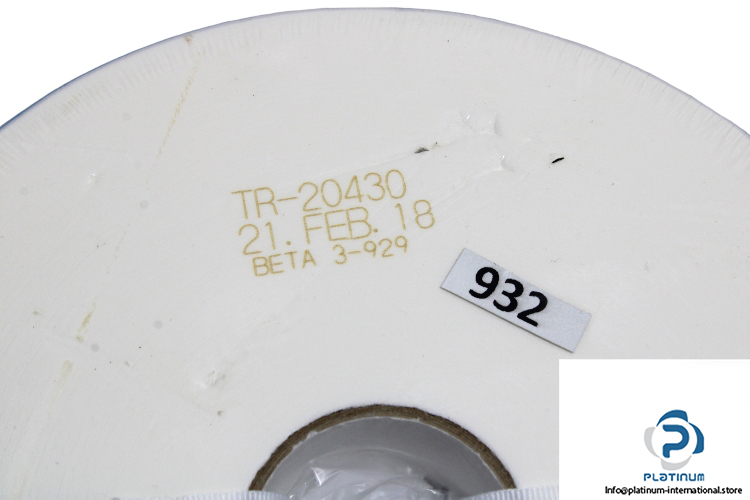 TR-20430
21. FEB. 18
BETA 3-929
932
PLATINUM
Info@platinum-international.store